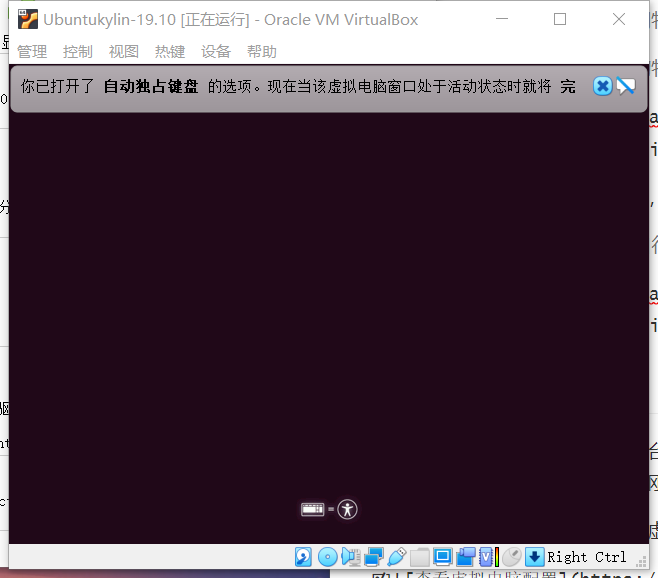 Ubuntukylin-19.10 [正在运行] - Oracle VM VirtualBox
管理 控制 视图 热键 设备 帮助
你已打开了 自动独占键盘 的选项。现在当该虚拟电脑窗口处于活动状态时就将 完
Right Ctrl